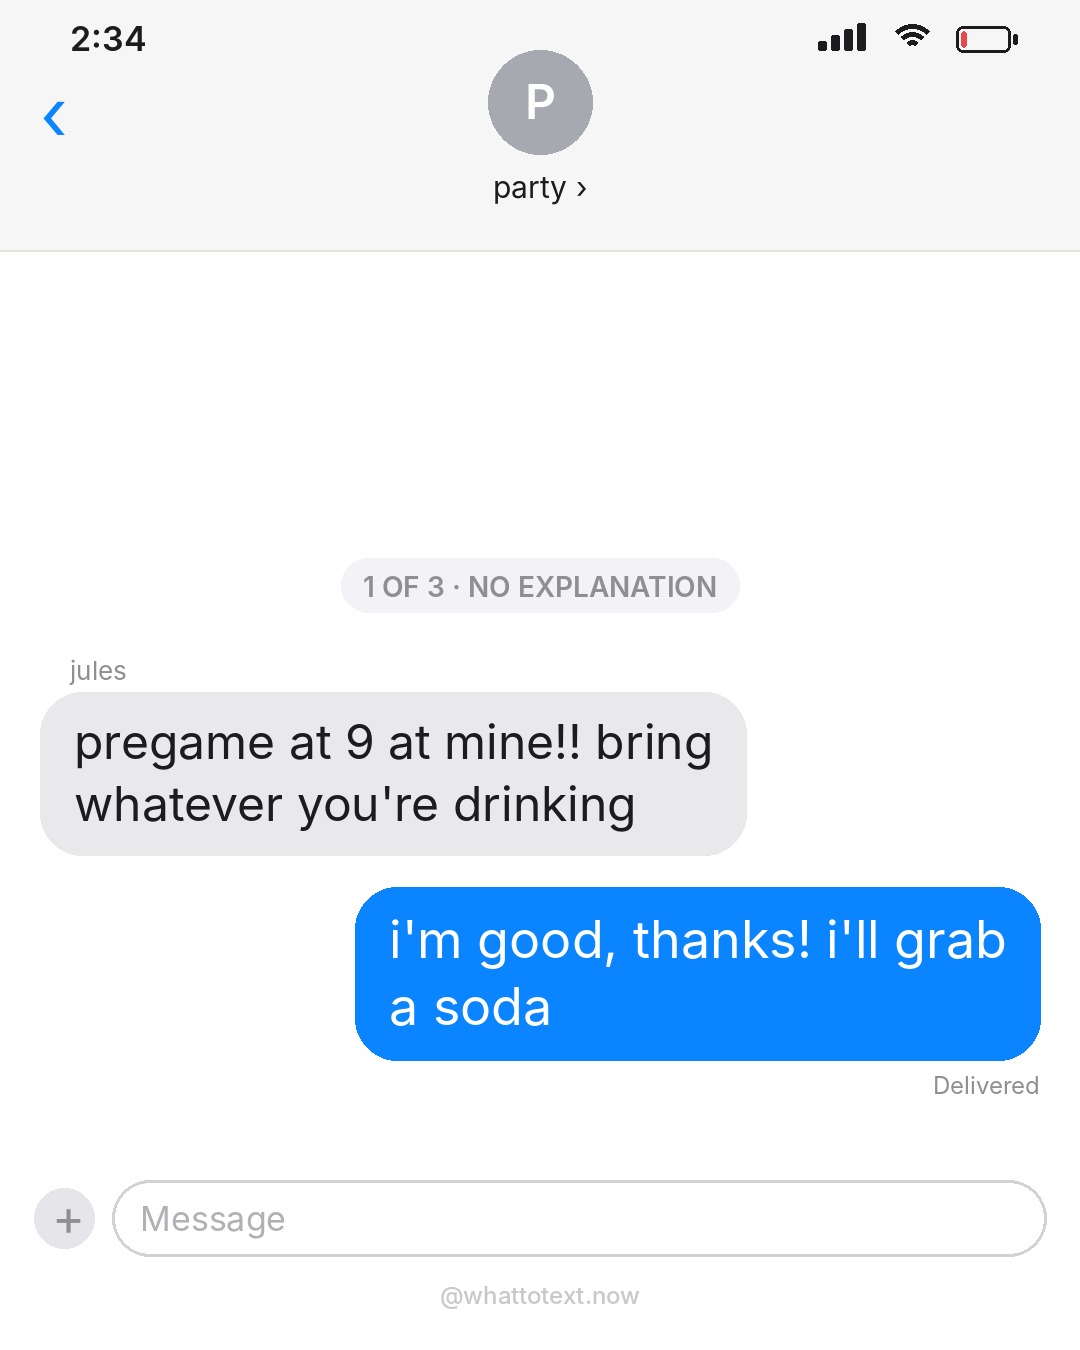 2:34
P
party ›
1 OF 3 · NO EXPLANATION
jules
pregame at 9 at mine!! bring
whatever you're drinking
i'm good, thanks! i'll grab
a soda
Delivered
+
Message
@whattotext.now